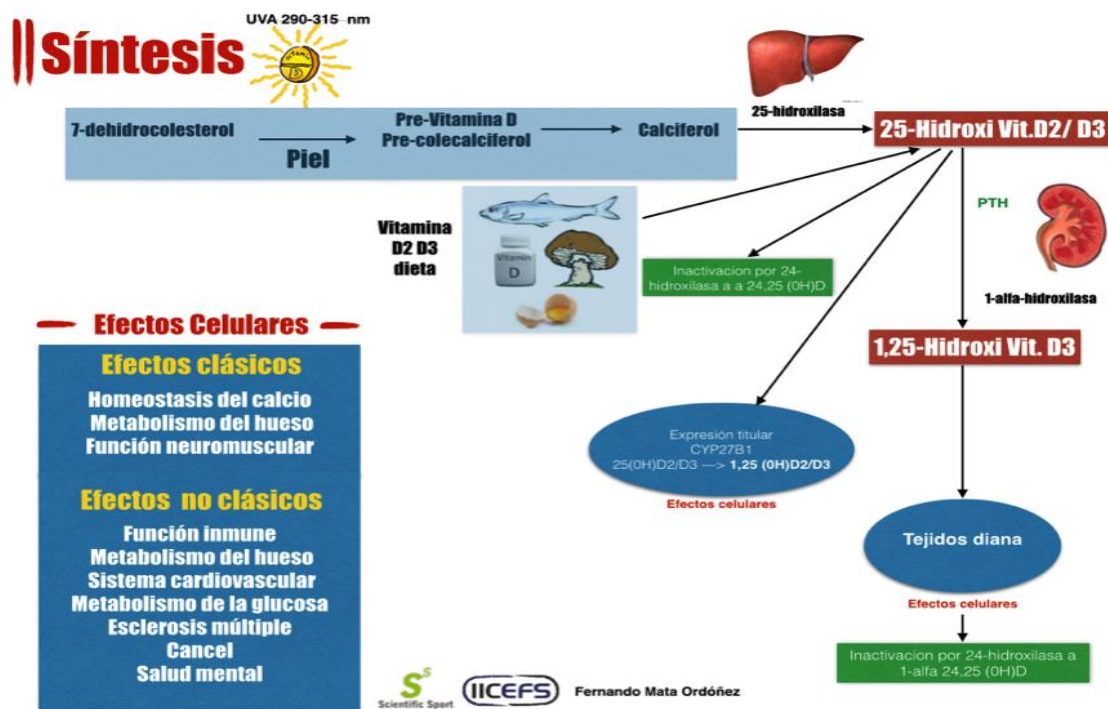 UVA 290-315 nm
Síntesis
VITAMIN
D
7-dehidrocolesterol
Piel
Pre-Vitamina D
Pre-colecalciferol
Calciferol
25-hidroxilasa
25-Hidroxi Vit.D2/ D3
Vitamina
D2 D3
dieta
Vitamin
D
Inactivacion por 24-
hidroxilasa a a 24,25 (0H)D
PTH
1-alfa-hidroxilasa
1,25-Hidroxi Vit. D3
Expresión titular
CYP27B1
25(0H)D2/D3 —> 1,25 (0H)D2/D3
Efectos celulares
Tejidos diana
Efectos celulares
Inactivacion por 24-hidroxilasa a
1-alfa 24,25 (0H)D
Efectos Celulares
Efectos clásicos
Homeostasis del calcio
Metabolismo del hueso
Función neuromuscular
Efectos no clásicos
Función inmune
Metabolismo del hueso
Sistema cardiovascular
Metabolismo de la glucosa
Esclerosis múltiple
Cancel
Salud mental
SS
Scientific Sport
IICEFS
Fernando Mata Ordóñez